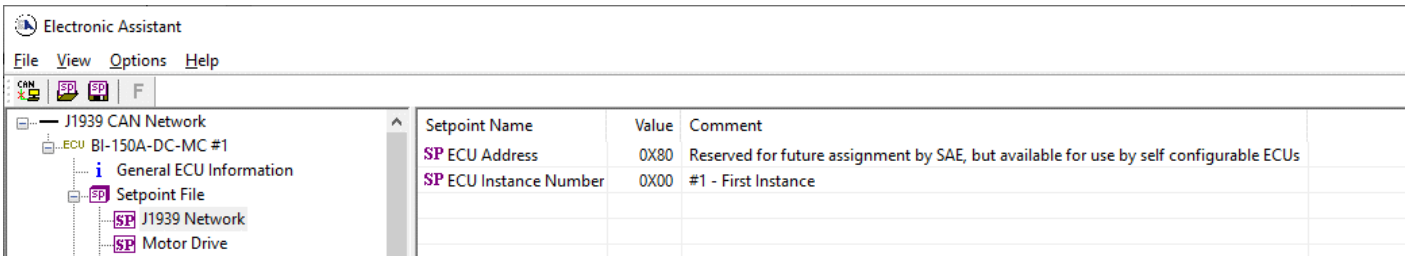 Electronic Assistant
File View Options Help
CAN SP SP F
J1939 CAN Network
ECU BI-150A-DC-MC #1
i General ECU Information
SP Setpoint File
SP J1939 Network
SP Motor Drive
Setpoint Name Value Comment
SP ECU Address 0X80 Reserved for future assignment by SAE, but available for use by self configurable ECUs
SP ECU Instance Number 0X00 #1 - First Instance